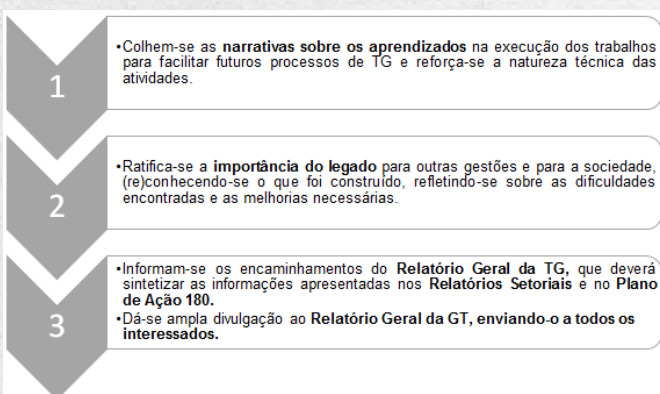 1
•Colhem-se as narrativas sobre os aprendizados na execução dos trabalhos
para facilitar futuros processos de TG e reforça-se a natureza técnica das
atividades.
2
•Ratifica-se a importância do legado para outras gestões e para a sociedade,
(re)conhecendo-se o que foi construído, refletindo-se sobre as dificuldades
encontradas e as melhorias necessárias.
3
•Informam-se os encaminhamentos do Relatório Geral da TG, que deverá
sintetizar as informações apresentadas nos Relatórios Setoriais e no Plano
de Ação 180.
•Dá-se ampla divulgação ao Relatório Geral da GT, enviando-o a todos os
interessados.